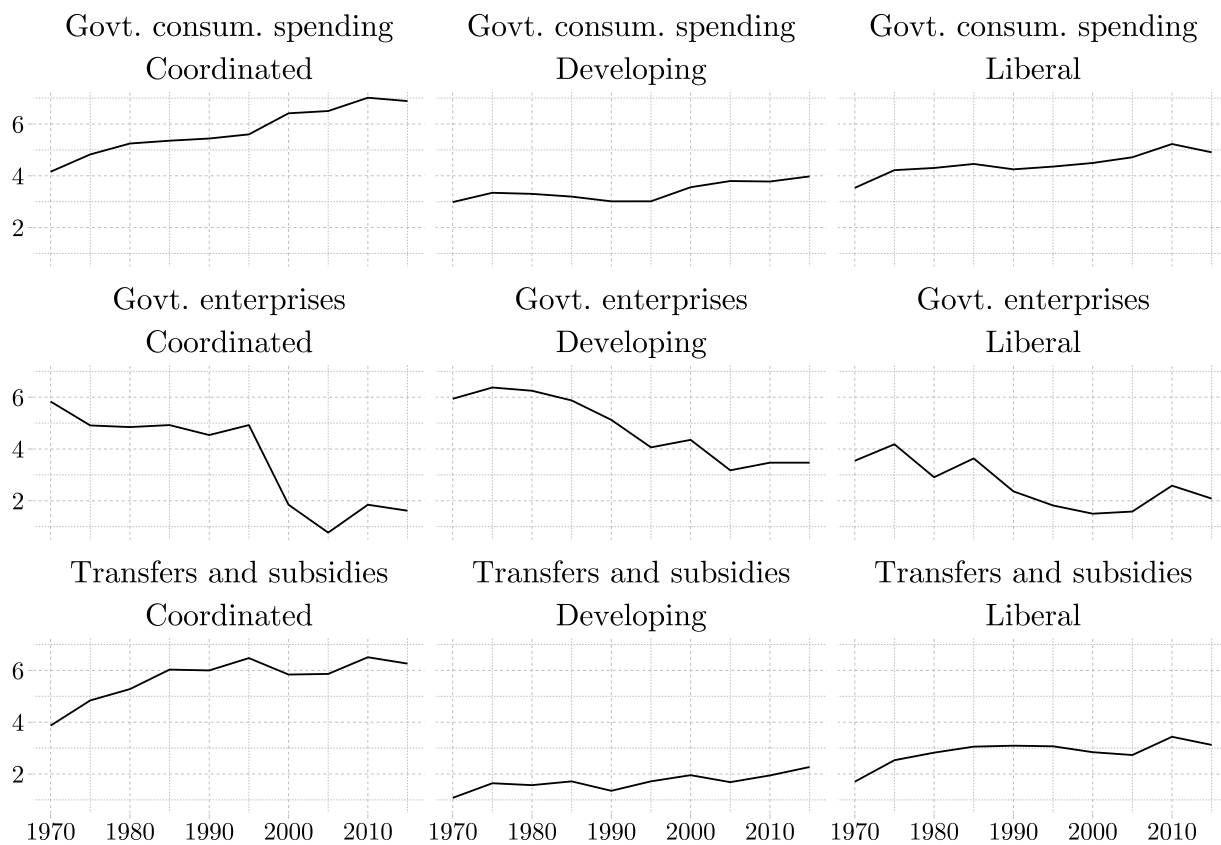 Govt. consum. spending Govt. consum. spending Govt. consum. spending
Coordinated Developing Liberal
6
4
2
Govt. enterprises Govt. enterprises Govt. enterprises
Coordinated Developing Liberal
6
4
2
Transfers and subsidies Transfers and subsidies Transfers and subsidies
Coordinated Developing Liberal
6
4
2
1970 1980 1990 2000 2010 1970 1980 1990 2000 2010 1970 1980 1990 2000 2010